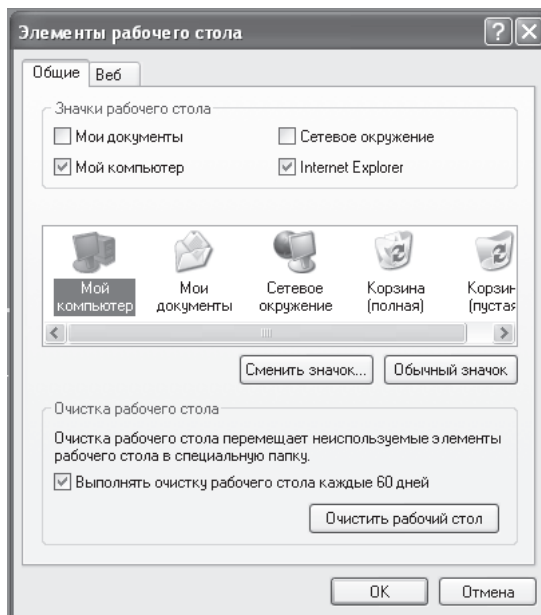 Элементы рабочего стола
Общие Веб
Значки рабочего стола
Мои документы Сетевое окружение
Мой компьютер Internet Explorer
Мой Мои Сетевое Корзина Корзин
компьютер документы окружение (полная) (пустая
Сменить значок... Обычный значок
Очистка рабочего стола
Очистка рабочего стола перемещает неиспользуемые элементы
рабочего стола в специальную папку.
Выполнять очистку рабочего стола каждые 60 дней
Очистить рабочий стол
OK Отмена